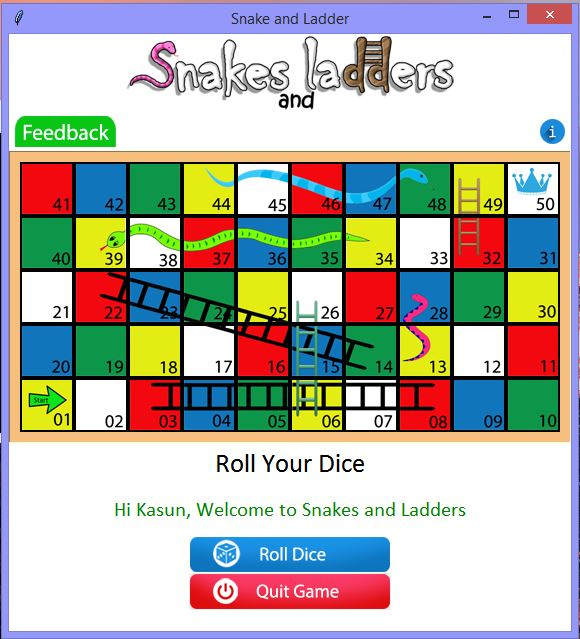 Snake and Ladder
Snakes ladders
and
Feedback
i
41 42 43 44 45 46 47 48 49 50
40 39 38 37 36 35 34 33 32 31
21 22 23 24 25 26 27 28 29 30
20 19 18 17 16 15 14 13 12 11
Start
01 02 03 04 05 06 07 08 09 10
Roll Your Dice
Hi Kasun, Welcome to Snakes and Ladders
Roll Dice
Quit Game